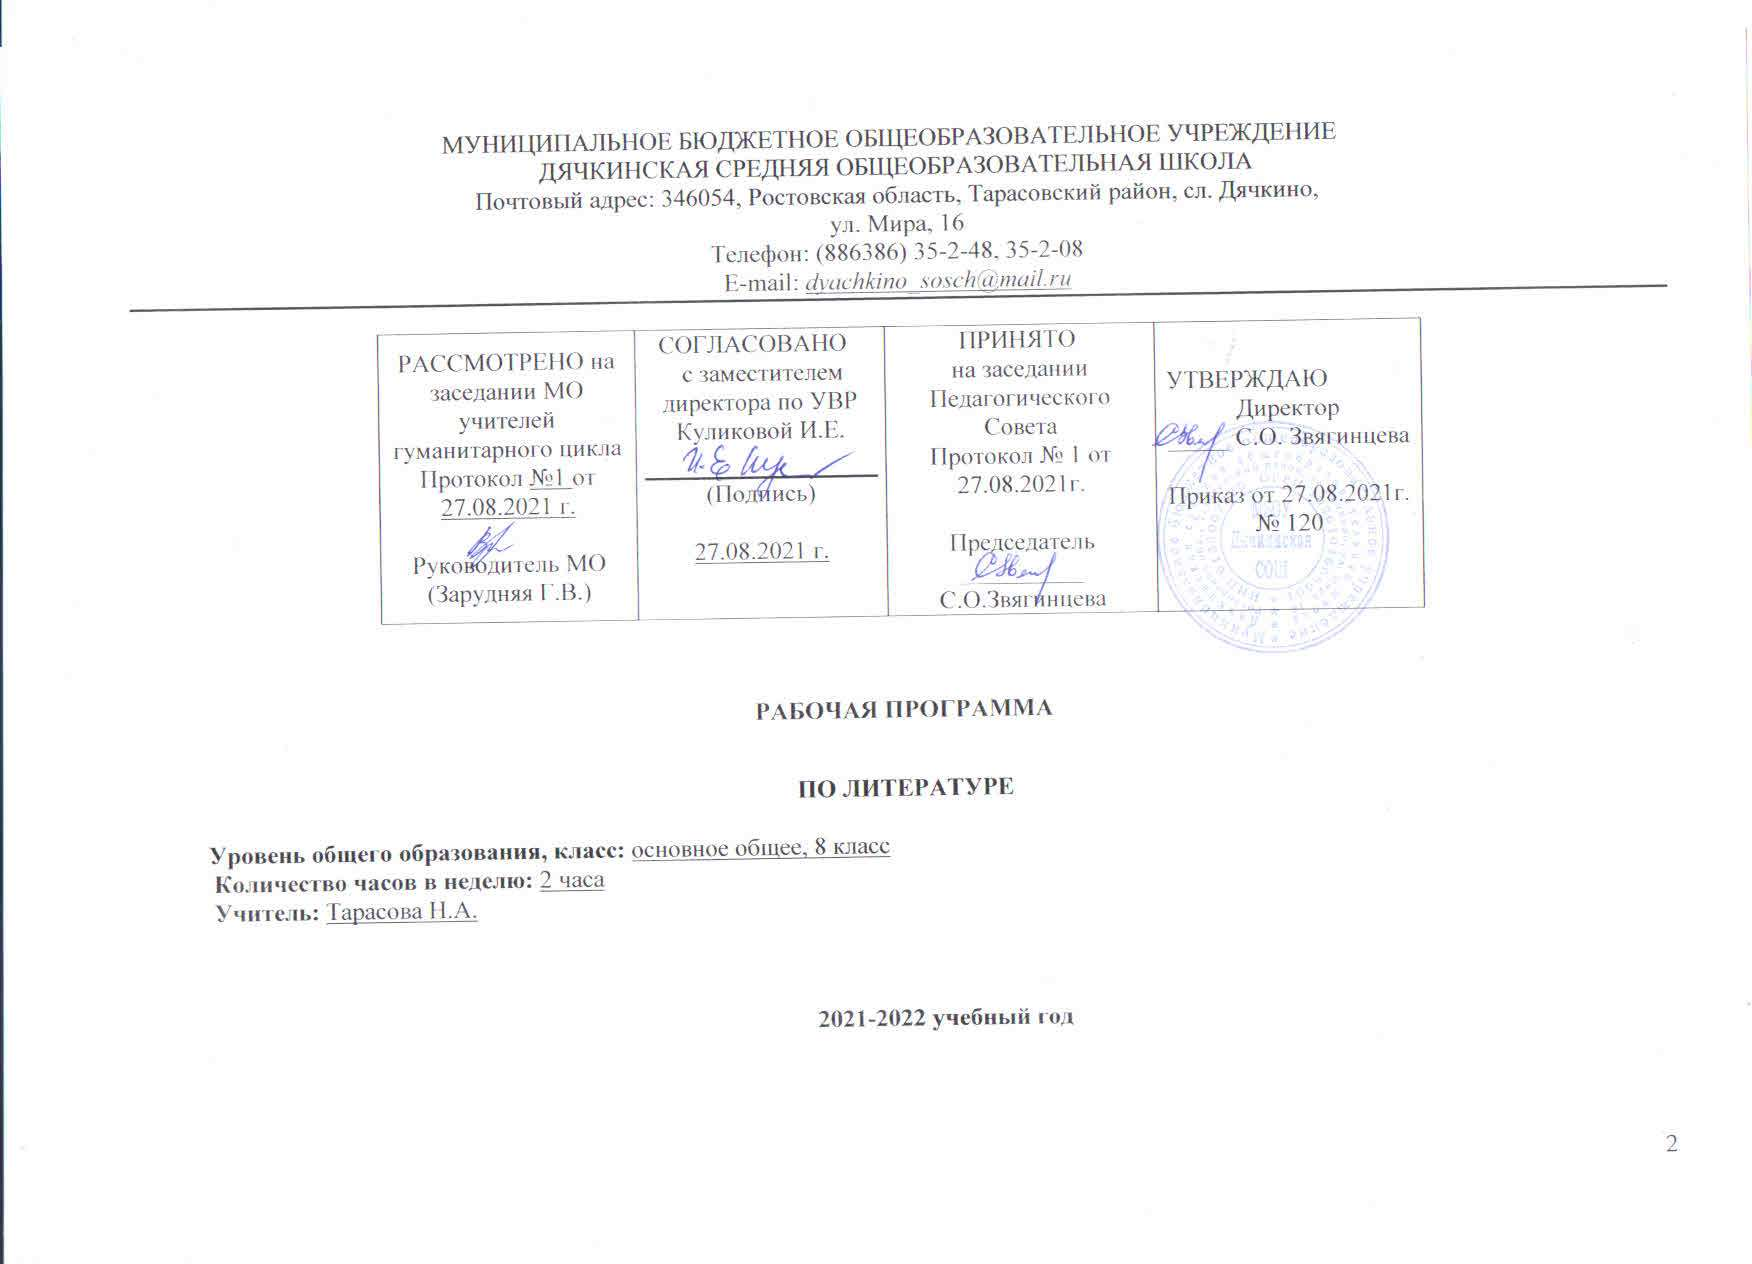 МУНИЦИПАЛЬНОЕ БЮДЖЕТНОЕ ОБЩЕОБРАЗОВАТЕЛЬНОЕ УЧРЕЖДЕНИЕ
ДЯЧКИНСКАЯ СРЕДНЯЯ ОБЩЕОБРАЗОВАТЕЛЬНАЯ ШКОЛА
Почтовый адрес: 346054, Ростовская область, Тарасовский район, сл. Дячкино,
ул. Мира, 16
Телефон: (886386) 35-2-48, 35-2-08
E-mail: dyachkino_sosch@mail.ru
РАССМОТРЕНО на
заседании МО
учителей
гуманитарного цикла
Протокол №1 от
27.08.2021 г.
Руководитель МО
(Зарудняя Г.В.)
СОГЛАСОВАНО
с заместителем
директора по УВР
Куликовой И.Е.
(Подпись)
27.08.2021 г.
ПРИНЯТО
на заседании
Педагогического
Совета
Протокол № 1 от
27.08.2021г.
Председатель
С.О.Звягинцева
УТВЕРЖДАЮ
Директор
С.О. Звягинцева
Приказ от 27.08.2021г.
№ 120
Дячкинская
СОШ
РАБОЧАЯ ПРОГРАММА
ПО ЛИТЕРАТУРЕ
Уровень общего образования, класс: основное общее, 8 класс
Количество часов в неделю: 2 часа
Учитель: Тарасова Н.А.
2021-2022 учебный год
2